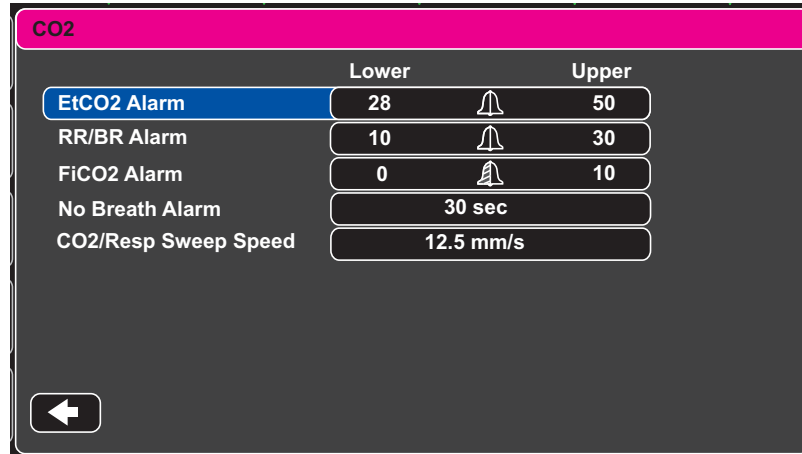 CO2
Lower Upper
EtCO2 Alarm 28 50
RR/BR Alarm 10 30
FiCO2 Alarm 0 10
No Breath Alarm 30 sec
CO2/Resp Sweep Speed 12.5 mm/s